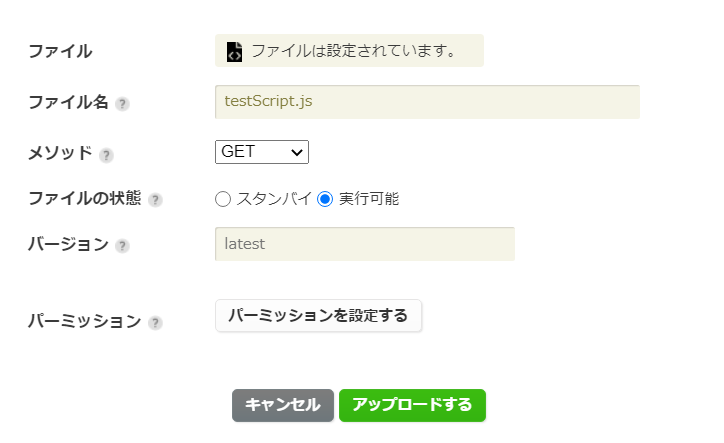 ファイル
ファイルは設定されています。
ファイル名 ?
testScript.js
メソッド ?
GET
ファイルの状態 ?
スタンバイ 実行可能
バージョン ?
latest
パーミッション ?
パーミッションを設定する
キャンセル アップロードする